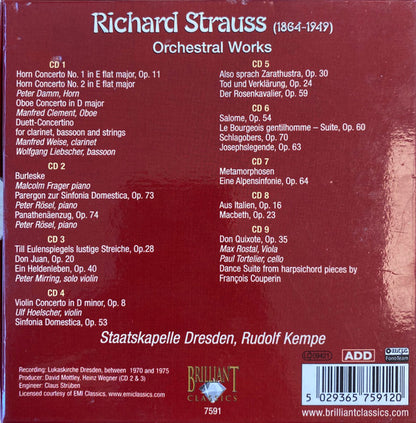 Richard Strauss (1864-1949)
Orchestral Works
CD 1
Horn Concerto No. 1 in E flat major, Op. 11
Horn Concerto No. 2 in E flat major
Peter Damm, Horn
Oboe Concerto in D major
Manfred Clement, Oboe
Duett-Concertino
for clarinet, bassoon and strings
Manfred Weise, clarinet
Wolfgang Liebscher, bassoon
CD 2
Burleske
Malcolm Frager piano
Parergon zur Sinfonia Domestica, Op. 73
Peter Rösel, piano
Panathenäenzug, Op. 74
Peter Rösel, piano
CD 3
Till Eulenspiegels lustige Streiche, Op.28
Don Juan, Op. 20
Ein Heldenleben, Op. 40
Peter Mirring, solo violin
CD 4
Violin Concerto in D minor, Op. 8
Ulf Hoelscher, violin
Sinfonia Domestica, Op. 53
CD 5
Also sprach Zarathustra, Op. 30
Tod und Verklärung, Op. 24
Der Rosenkavalier, Op. 59
CD 6
Salome, Op. 54
Le Bourgeois gentilhomme – Suite, Op. 60
Schlagobers, Op. 70
Josephslegende, Op. 63
CD 7
Metamorphosen
Eine Alpensinfonie, Op. 64
CD 8
Aus Italien, Op. 16
Macbeth, Op. 23
CD 9
Don Quixote, Op. 35
Max Rostal, Viola
Paul Tortelier, cello
Dance Suite from harpsichord pieces by
François Couperin
Staatskapelle Dresden, Rudolf Kempe
Recording: Lukaskirche Dresden, between 1970 and 1975
Producer: David Mottley, Heinz Wegner (CD 2 & 3)
Engineer: Claus Strüben
Licensed courtesy of EMI Classics, www.emiclassics.com
BRILLIANT
CLASSICS
7591
ADD
FonoTeam
5 029365 759120
www.brilliantclassics.com